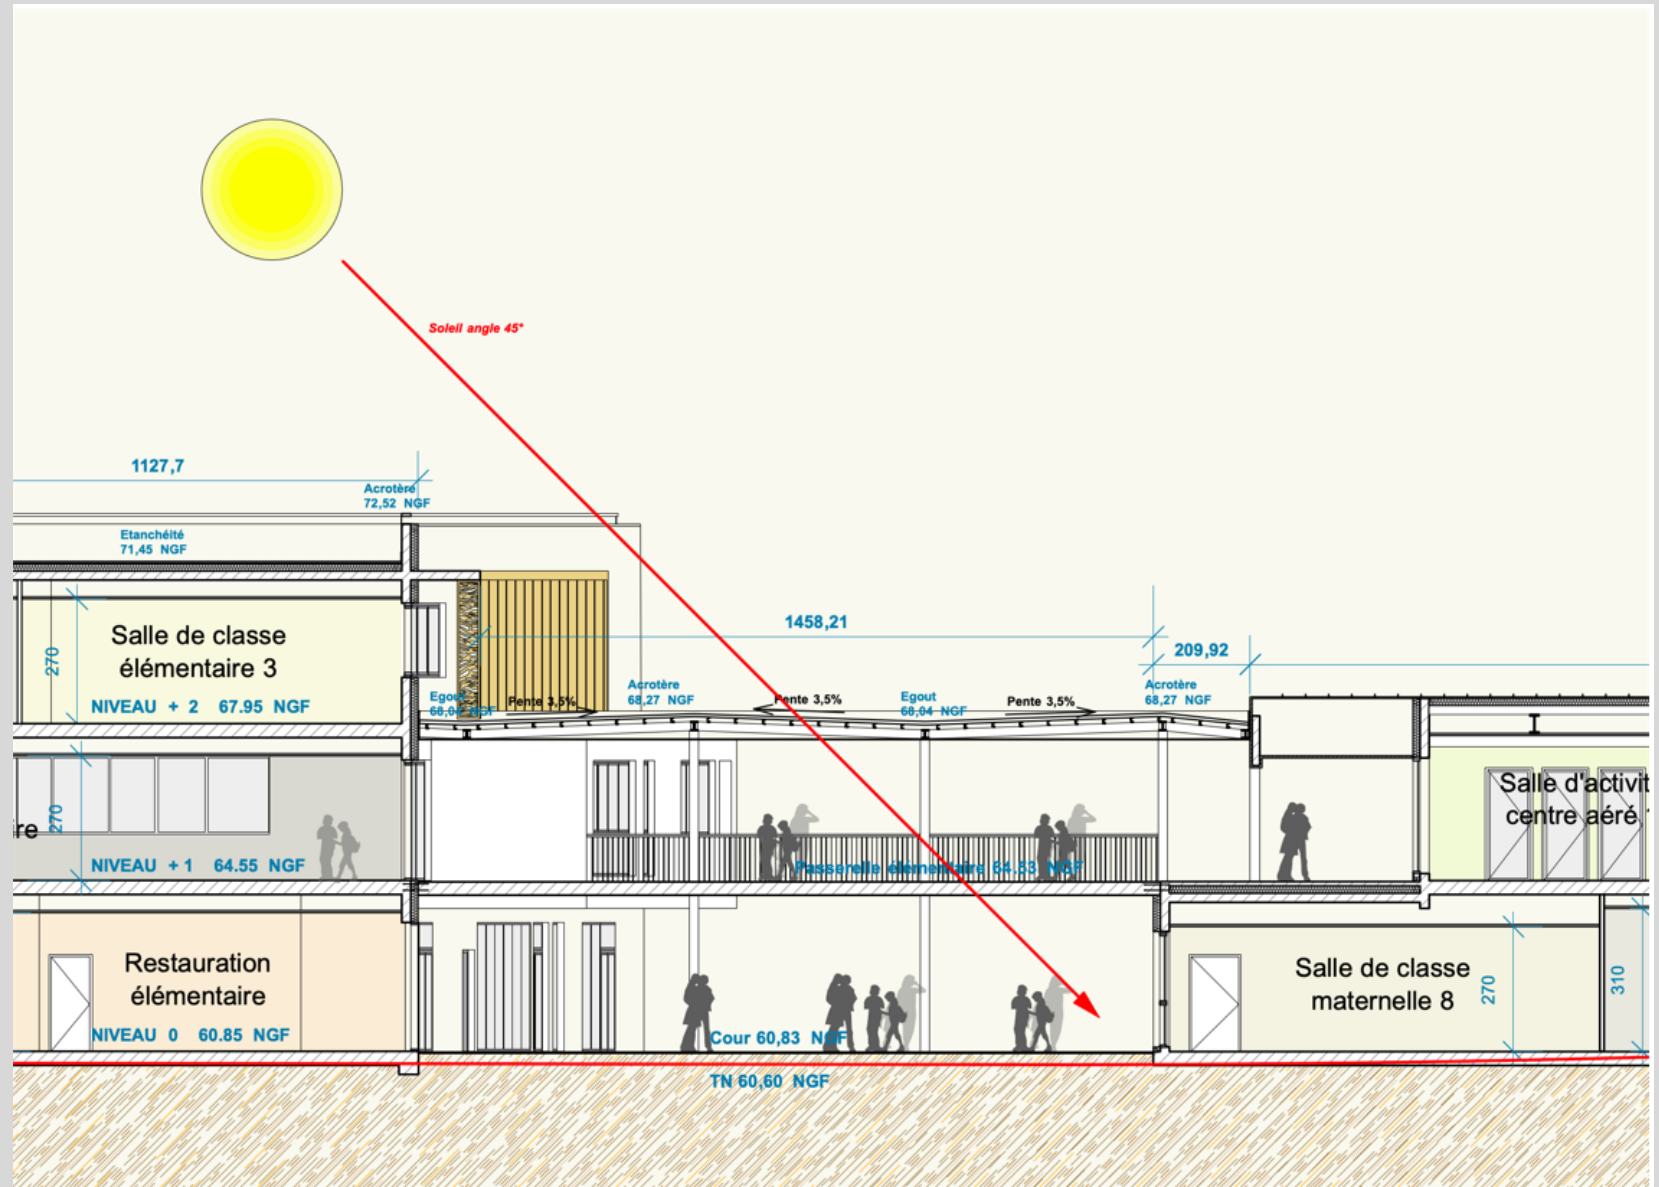 Soleil angle 45°
1127,7
Acrotère
72,52 NGF
Etanchéité
71,45 NGF
1458,21
209,92
Salle de classe
élémentaire 3
270
NIVEAU + 2 67.95 NGF
Egout
68,04 NGF
Pente 3,5%
Acrotère
68,27 NGF
Pente 3,5%
Egout
68,04 NGF
Pente 3,5%
Acrotère
68,27 NGF
re
270
NIVEAU + 1 64.55 NGF
Passerelle élémentaire 64.53 NGF
Salle d'activit
centre aéré
Restauration
élémentaire
NIVEAU 0 60.85 NGF
Cour 60,83 NGF
TN 60,60 NGF
Salle de classe
maternelle 8
270
310